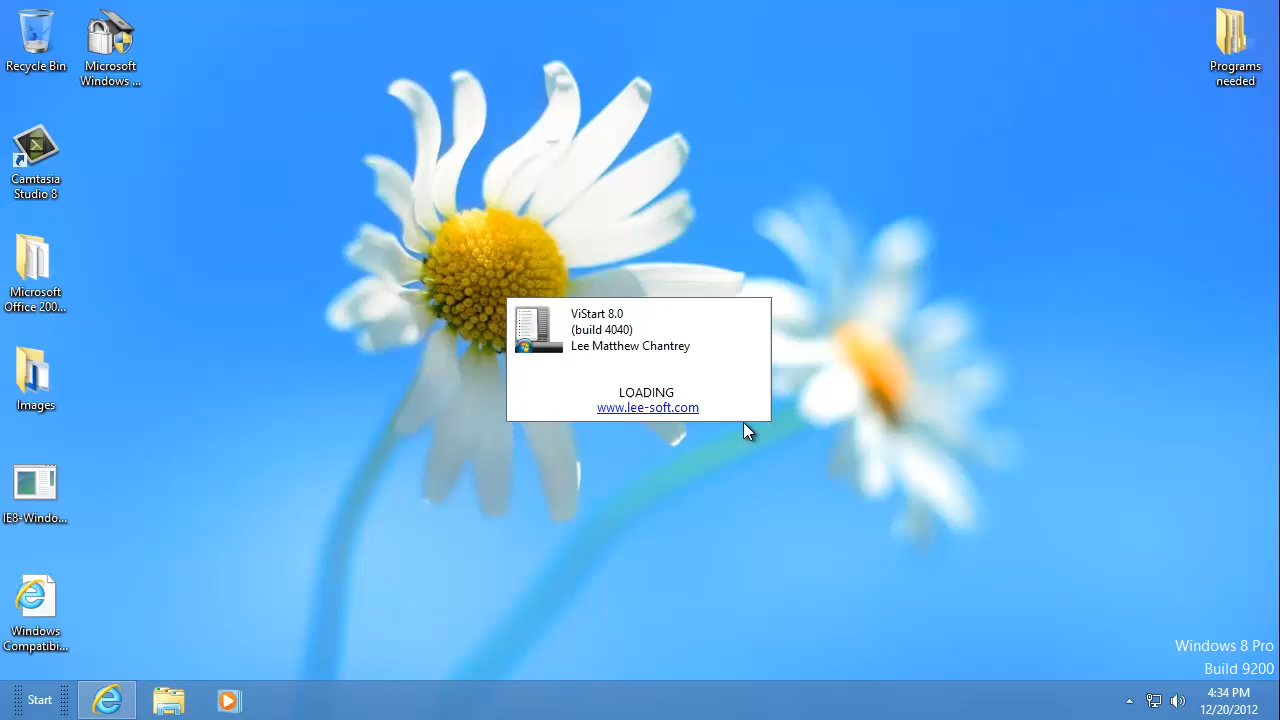 Recycle Bin
Microsoft
Windows ...
Programs
needed
Camtasia
Studio 8
Microsoft
Office 200...
Images
IE8-Windo...
Windows
Compatibi...
ViStart 8.0
(build 4040)
Lee Matthew Chantrey
LOADING
www.lee-soft.com
Windows 8 Pro
Build 9200
Start
4:34 PM
12/20/2012